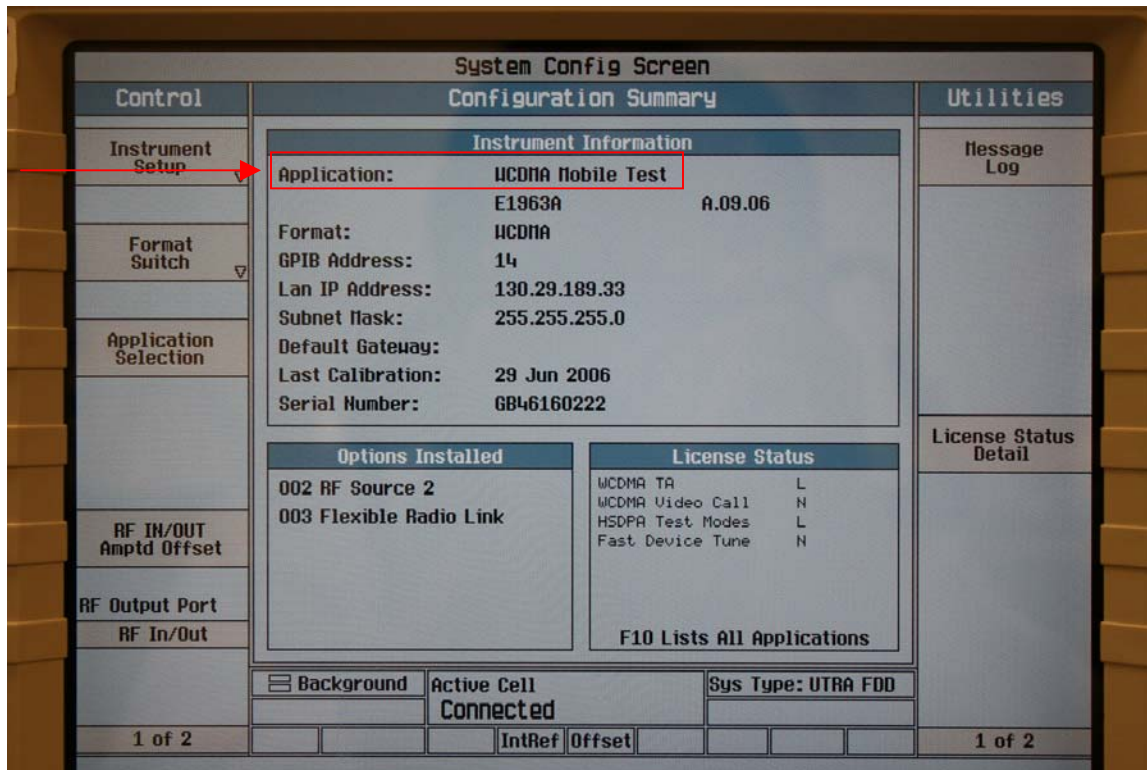 System Config Screen
Control
Configuration Summary
Utilities
Instrument
Setup
Format
Switch
Application
Selection
RF IN/OUT
Amptd Offset
RF Output Port
RF In/Out
1 of 2
Instrument Information
Application: WCDMA Mobile Test
E1963A A.09.06
Format: WCDMA
GPIB Address: 14
Lan IP Address: 130.29.189.33
Subnet Mask: 255.255.255.0
Default Gateway:
Last Calibration: 29 Jun 2006
Serial Number: GB46160222
Options Installed
002 RF Source 2
003 Flexible Radio Link
License Status
WCDMA TA L
WCDMA Video Call N
HSDPA Test Modes L
Fast Device Tune N
F10 Lists All Applications
Background
Active Cell
Connected
Sys Type: UTRA FDD
IntRef Offset
Message
Log
License Status
Detail
1 of 2